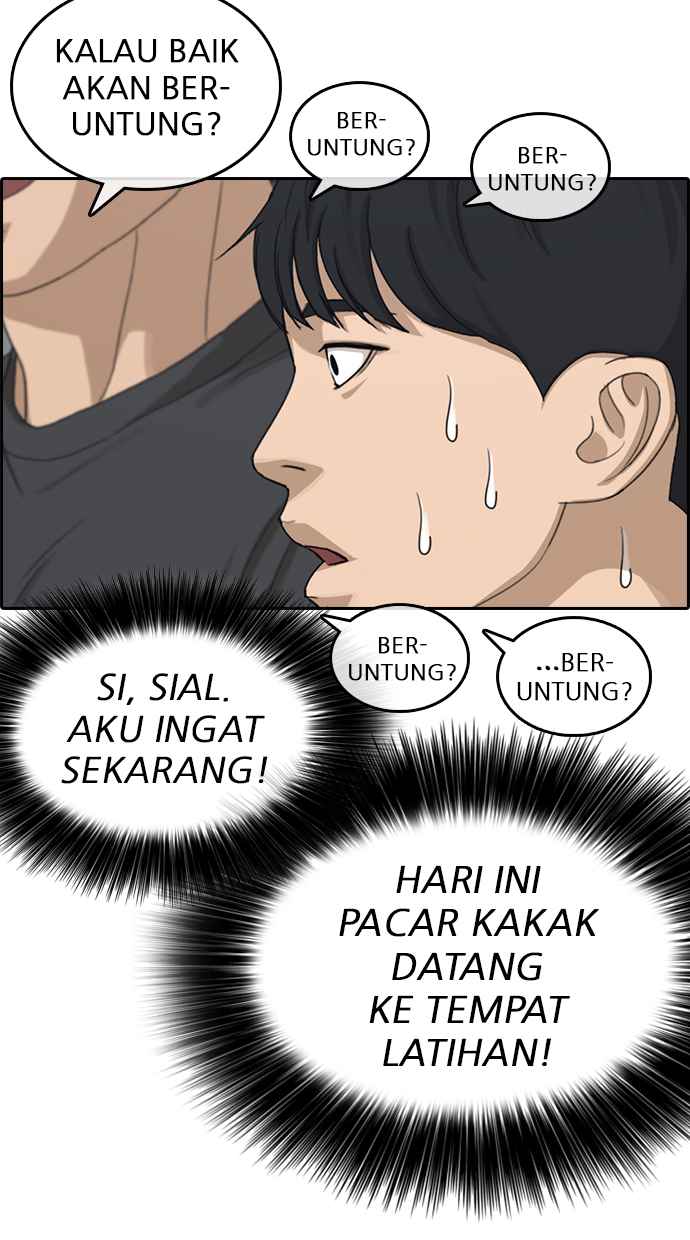 KALAU BAIK
AKAN BER-
UNTUNG?
BER-
UNTUNG?
BER-
UNTUNG?
BER-
UNTUNG?
...BER-
UNTUNG?
SI, SIAL.
AKU INGAT
SEKARANG!
HARI INI
PACAR KAKAK
DATANG
KE TEMPAT
LATIHAN!